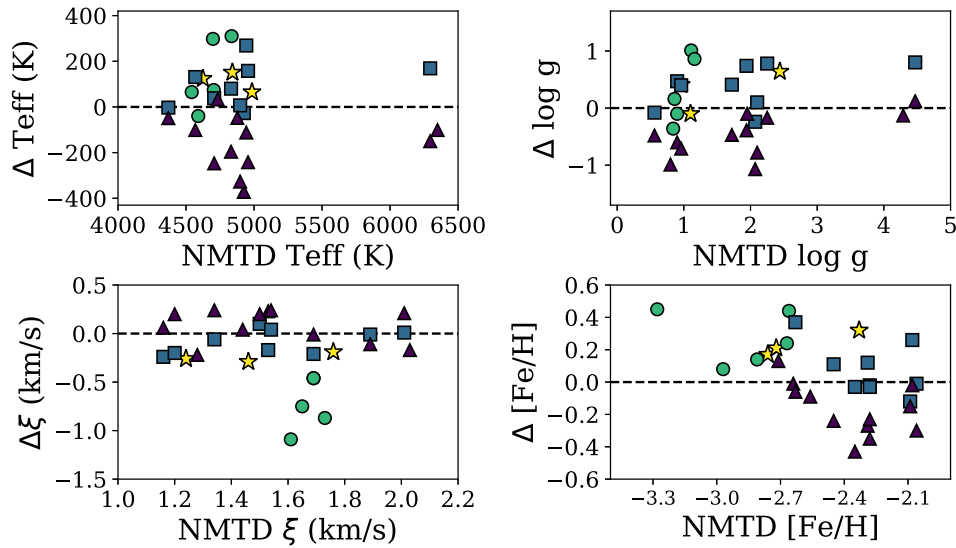 Δ Teff (K)
400
200
0
−200
−400
4000 4500 5000 5500 6000 6500
NMTD Teff (K)
Δ log g
1
0
−1
0 1 2 3 4 5
NMTD log g
Δξ (km/s)
0.5
0.0
−0.5
−1.0
−1.5
1.0 1.2 1.4 1.6 1.8 2.0 2.2
NMTD ξ (km/s)
Δ [Fe/H]
0.6
0.4
0.2
0.0
−0.2
−0.4
−0.6
−3.3 −3.0 −2.7 −2.4 −2.1
NMTD [Fe/H]